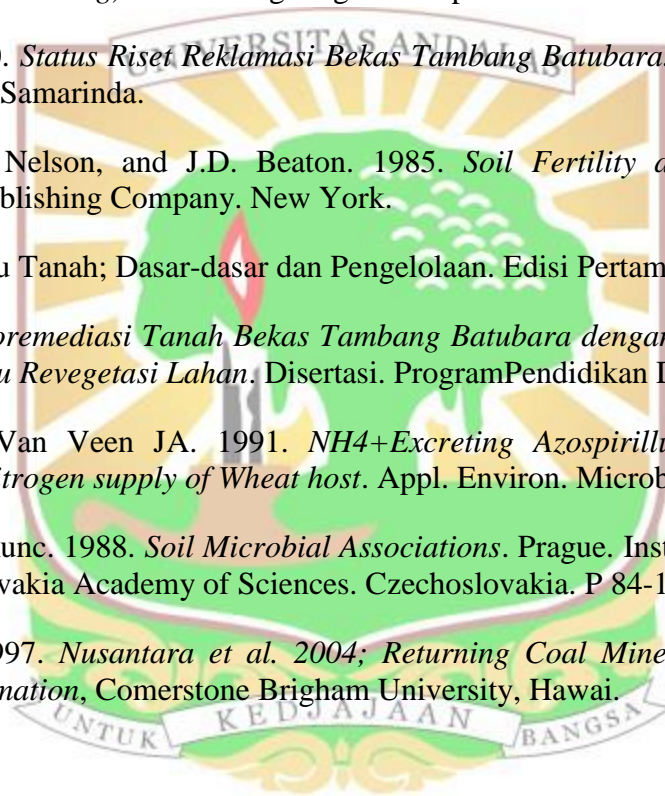 UNIVERSITAS ANDALAS
). Status Riset Reklamasi Bekas Tambang Batubara.
Samarinda.
Nelson, and J.D. Beaton. 1985. Soil Fertility a
blishing Company. New York.
u Tanah; Dasar-dasar dan Pengelolaan. Edisi Pertam
oremediasi Tanah Bekas Tambang Batubara dengan
u Revegetasi Lahan. Disertasi. ProgramPendidikan D
Van Veen JA. 1991. NH4+Excreting Azospirillu
itrogen supply of Wheat host. Appl. Environ. Microb
unc. 1988. Soil Microbial Associations. Prague. Inst
vakia Academy of Sciences. Czechoslovakia. P 84-1
997. Nusantara et al. 2004; Returning Coal Mine
mation, Comerstone Brigham University, Hawai.
UNTUK KEDJAJAAN BANGSA